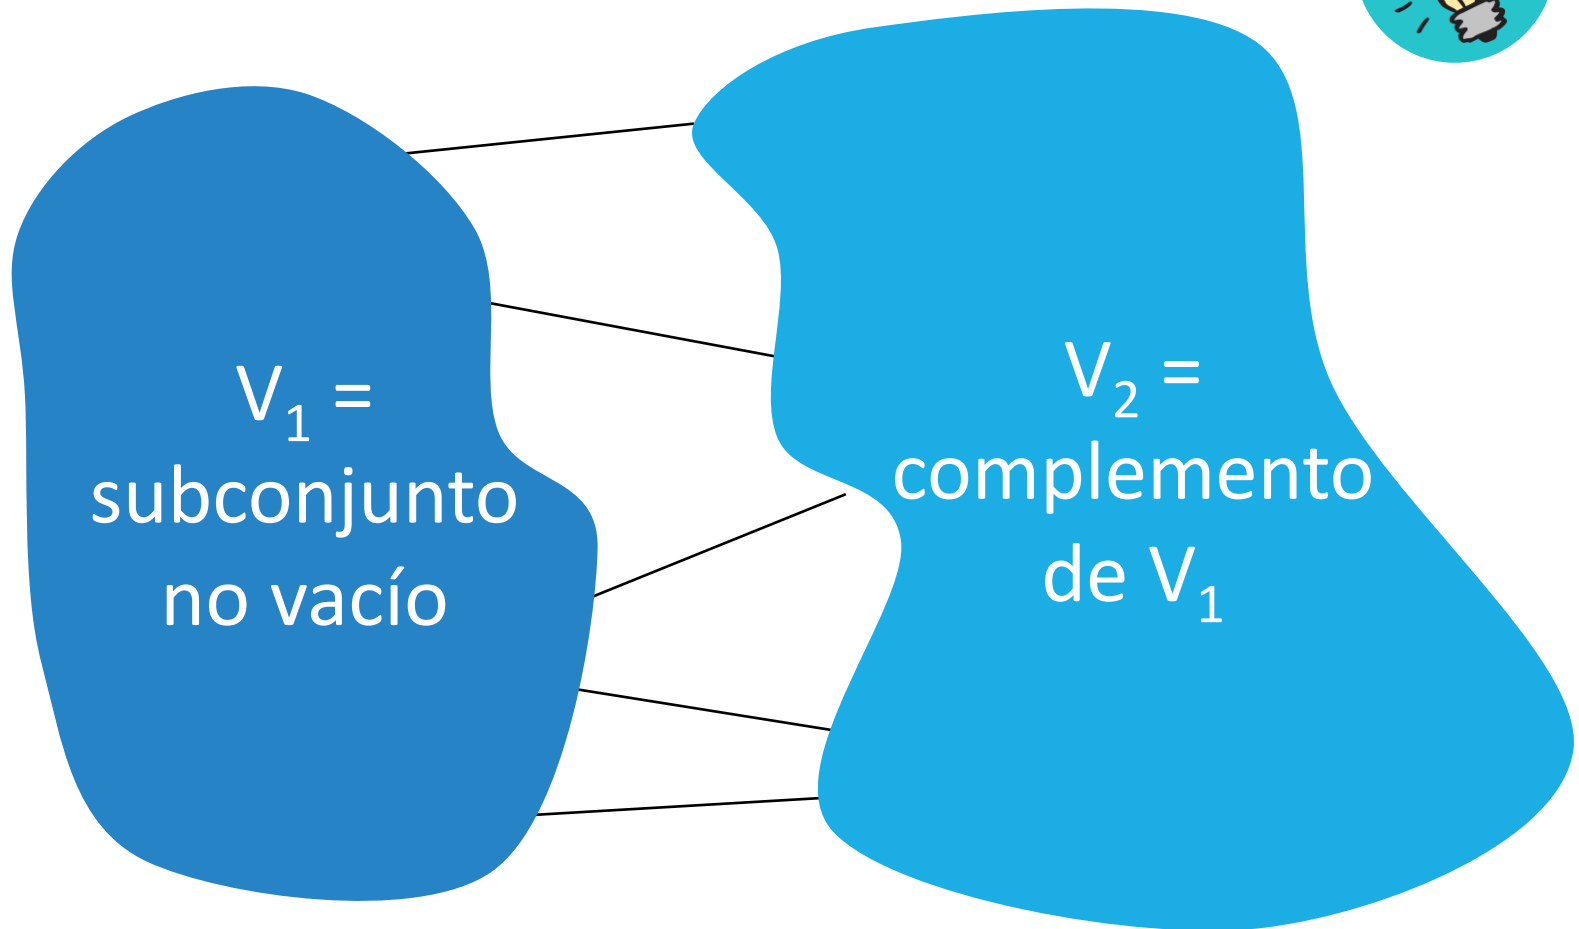 V₁ =
subconjunto
no vacío
V₂ =
complemento
de V₁